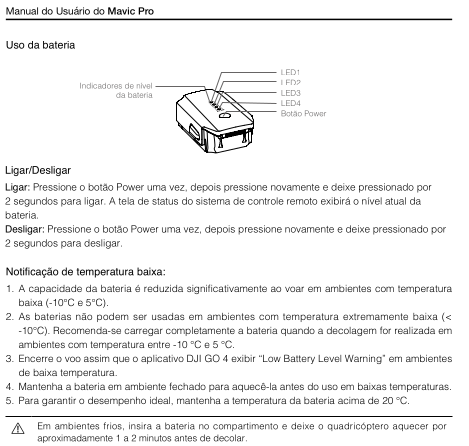 Manual do Usuário do Mavic Pro
Uso da bateria
Indicadores de nível
da bateria
LED1
LED2
LED3
LED4
Botão Power
Ligar/Desligar
Ligar: Pressione o botão Power uma vez, depois pressione novamente e deixe pressionado por
2 segundos para ligar. A tela de status do sistema de controle remoto exibirá o nível atual da
bateria.
Desligar: Pressione o botão Power uma vez, depois pressione novamente e deixe pressionado por
2 segundos para desligar.
Notificação de temperatura baixa:
1. A capacidade da bateria é reduzida significativamente ao voar em ambientes com temperatura
baixa (-10°C e 5°C).
2. As baterias não podem ser usadas em ambientes com temperatura extremamente baixa (<
-10°C). Recomenda-se carregar completamente a bateria quando a decolagem for realizada em
ambientes com temperatura entre -10 °C e 5 °C.
3. Encerre o voo assim que o aplicativo DJI GO 4 exibir “Low Battery Level Warning” em ambientes
de baixa temperatura.
4. Mantenha a bateria em ambiente fechado para aquecê-la antes do uso em baixas temperaturas.
5. Para garantir o desempenho ideal, mantenha a temperatura da bateria acima de 20 °C.
Em ambientes frios, insira a bateria no compartimento e deixe o quadricóptero aquecer por
aproximadamente 1 a 2 minutos antes de decolar.